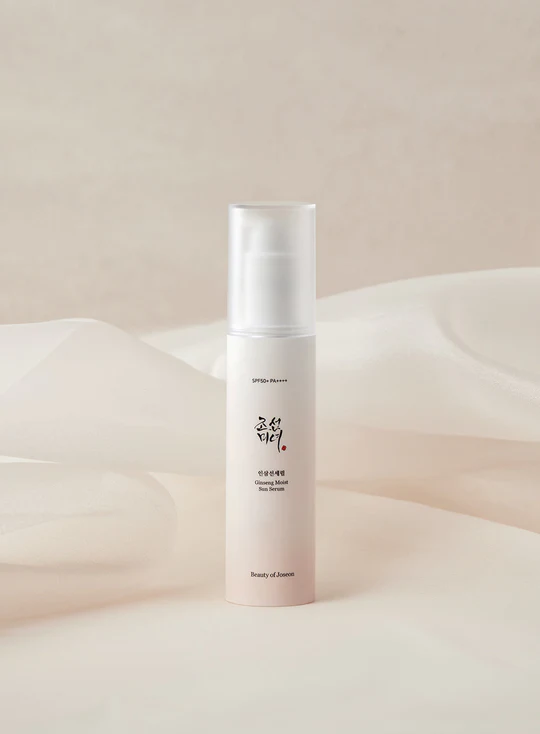 SPF50+ PA++++
조선
미녀
인삼선세럼
Ginseng Moist
Sun Serum
Beauty of Joseon